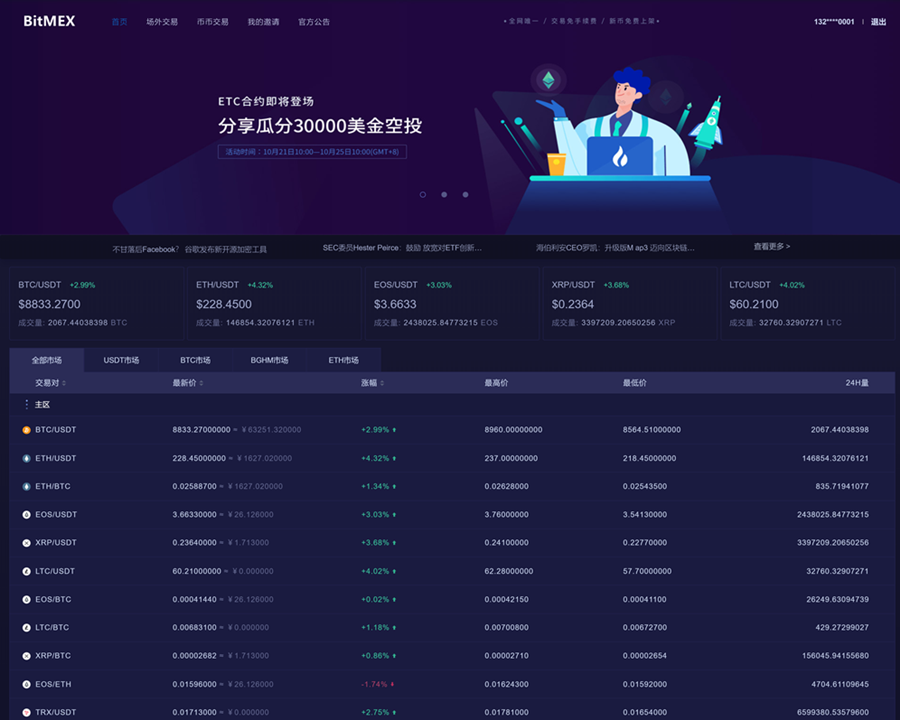 BitMEX 首页 场外交易 币币交易 我的邀请 官方公告 •全网唯一 / 交易免手续费 / 新币免费上架• 132****0001 | 退出
ETC合约即将登场
分享瓜分30000美金空投
活动时间：10月21日10:00—10月25日10:00(GMT+8)
不甘落后Facebook? 谷歌发布新开源加密工具 SEC委员Hester Peirce：鼓励 放宽对ETF创新... 海伯利安CEO罗凯：升级版M ap3 迈向区块链... 查看更多 >
BTC/USDT +2.99% ETH/USDT +4.32% EOS/USDT +3.03% XRP/USDT +3.68% LTC/USDT +4.02%
$8833.2700 $228.4500 $3.6633 $0.2364 $60.2100
成交量: 2067.44038398 BTC 成交量: 146854.32076121 ETH 成交量: 2438025.84773215 EOS 成交量: 3397209.20650256 XRP 成交量: 32760.32907271 LTC
全部市场 USDT市场 BTC市场 BGHM市场 ETH市场
交易对 最新价 涨幅 最高价 最低价 24H量
主区
BTC/USDT 8833.27000000 ≈ ¥63251.320000 +2.99% 8960.00000000 8564.51000000 2067.44038398
ETH/USDT 228.45000000 ≈ ¥1627.020000 +4.32% 237.00000000 218.45000000 146854.32076121
ETH/BTC 0.02588700 ≈ ¥1627.020000 +1.34% 0.02628000 0.02543500 835.71941077
EOS/USDT 3.66330000 ≈ ¥26.126000 +3.03% 3.76000000 3.54130000 2438025.84773215
XRP/USDT 0.23640000 ≈ ¥1.713000 +3.68% 0.24100000 0.22770000 3397209.20650256
LTC/USDT 60.21000000 ≈ ¥0.000000 +4.02% 62.28000000 57.70000000 32760.32907271
EOS/BTC 0.00041440 ≈ ¥26.126000 +0.02% 0.00042150 0.00041100 26249.63094739
LTC/BTC 0.00683100 ≈ ¥0.000000 +1.18% 0.00700800 0.00672700 429.27299027
XRP/BTC 0.00002682 ≈ ¥1.713000 +0.86% 0.00002710 0.00002654 156045.94155680
EOS/ETH 0.01596000 ≈ ¥26.126000 -1.74% 0.01624300 0.01592000 4704.61109645
TRX/USDT 0.01713000 ≈ ¥0.000000 +2.75% 0.01781000 0.01654000 6599380.53579600